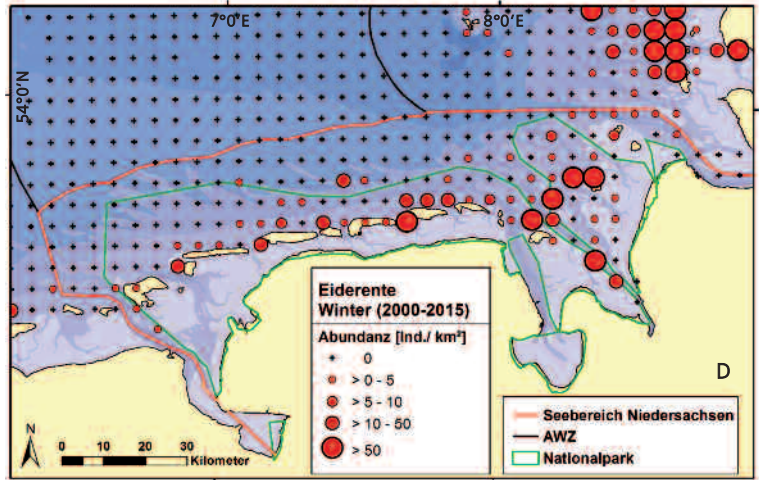 7°0'E
8°0'E
54°0'N
Eiderente
Winter (2000-2015)
Abundanz [Ind./ km²]
0
> 0 - 5
> 5 - 10
> 10 - 50
> 50
D
N
0 10 20 30
Kilometer
Seebereich Niedersachsen
AWZ
Nationalpark